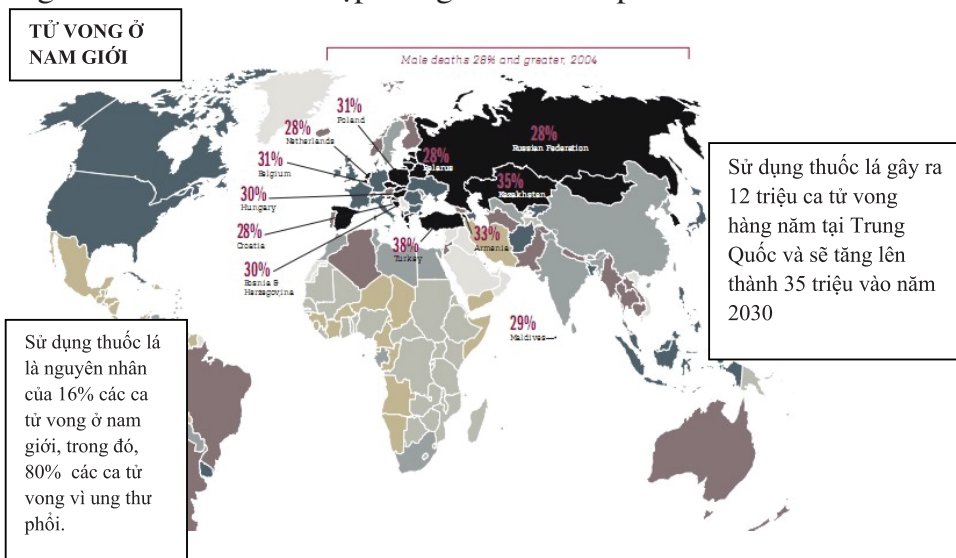 TỬ VONG Ở
NAM GIỚI
Male deaths 28% and greater, 2004
31%
Poland
28%
Netherlands
28%
Russian Federation
31%
Belgium
28%
Belarus
30%
Hungary
35%
Kazakhstan
28%
Croatia
38%
Turkey
33%
Armenia
30%
Bosnia &
Herzegovina
29%
Maldives
Sử dụng thuốc lá gây ra
12 triệu ca tử vong
hàng năm tại Trung
Quốc và sẽ tăng lên
thành 35 triệu vào năm
2030
Sử dụng thuốc lá
là nguyên nhân
của 16% các ca
tử vong ở nam
giới, trong đó,
80% các ca tử
vong vì ung thư
phổi.